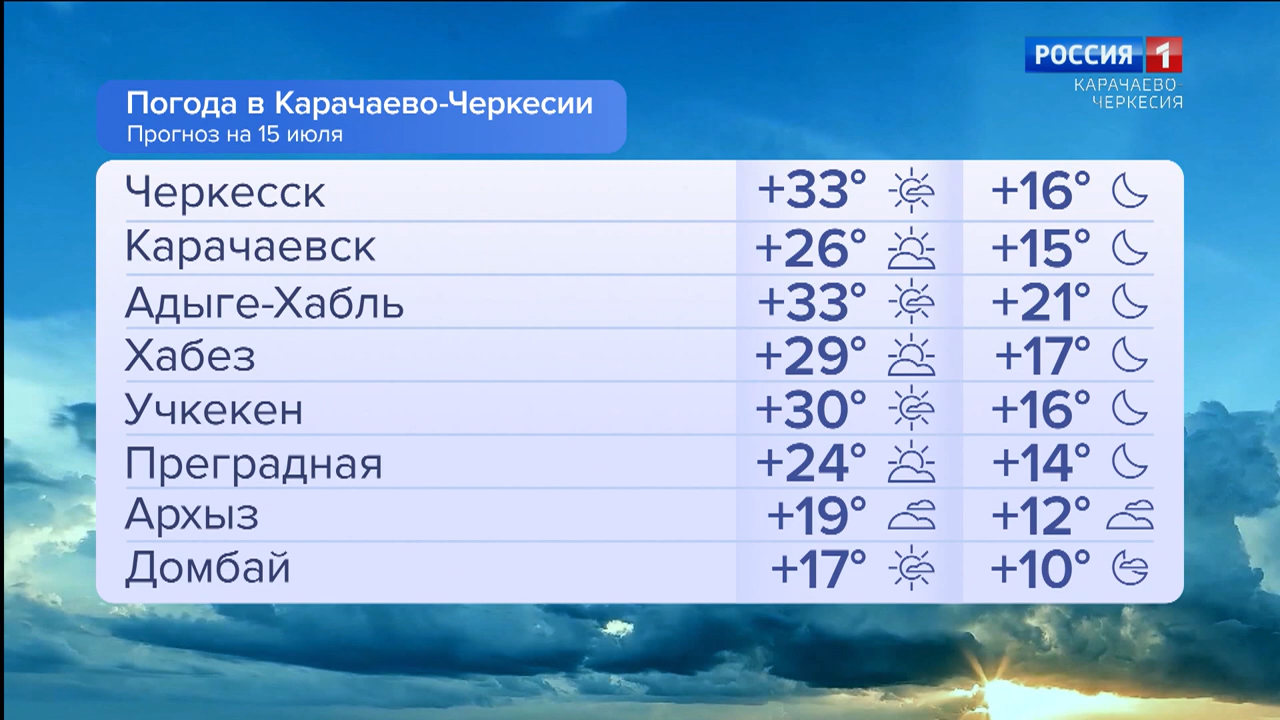 РОССИЯ 1
КАРАЧАЕВО-
ЧЕРКЕСИЯ
Погода в Карачаево-Черкесии
Прогноз на 15 июля
Черкесск +33° +16°
Карачаевск +26° +15°
Адыге-Хабль +33° +21°
Хабез +29° +17°
Учкекен +30° +16°
Преградная +24° +14°
Архыз +19° +12°
Домбай +17° +10°